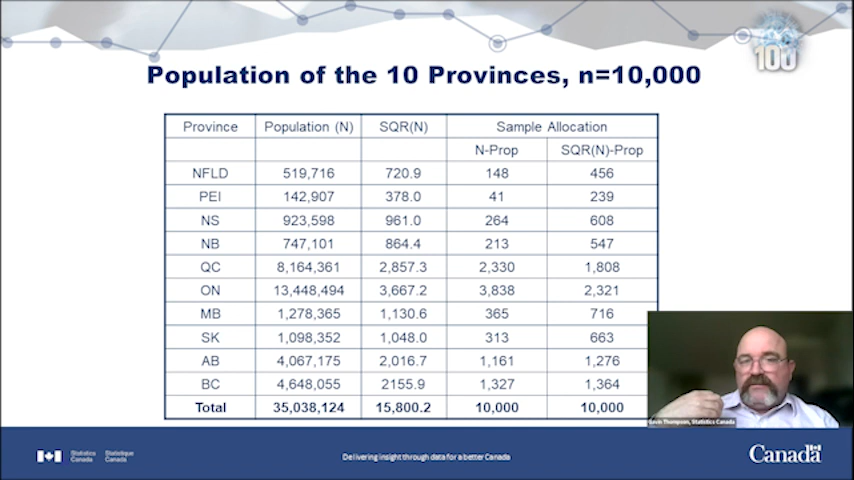 100
Population of the 10 Provinces, n=10,000
Province Population (N) SQR(N) Sample Allocation
N-Prop SQR(N)-Prop
NFLD 519,716 720.9 148 456
PEI 142,907 378.0 41 239
NS 923,598 961.0 264 608
NB 747,101 864.4 213 547
QC 8,164,361 2,857.3 2,330 1,808
ON 13,448,494 3,667.2 3,838 2,321
MB 1,278,365 1,130.6 365 716
SK 1,098,352 1,048.0 313 663
AB 4,067,175 2,016.7 1,161 1,276
BC 4,648,055 2155.9 1,327 1,364
Total 35,038,124 15,800.2 10,000 10,000
Gavin Thompson, Statistics Canada
Statistics Statistique
Canada Canada
Delivering insight through data for a better Canada
Canada